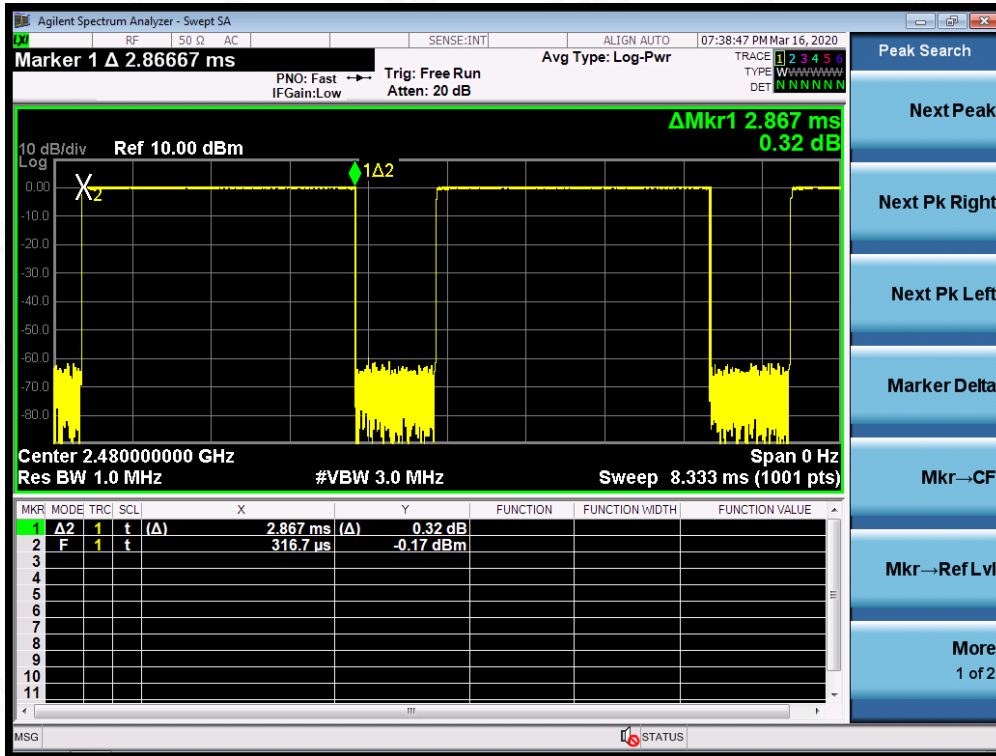 Agilent Spectrum Analyzer - Swept SA
LXI RF 50 Ω AC SENSE:INT ALIGN AUTO 07:38:47 PM Mar 16, 2020
Marker 1 Δ 2.86667 ms
PNO: Fast
IFGain:Low
Trig: Free Run
Atten: 20 dB
Avg Type: Log-Pwr
TRACE 1 2 3 4 5 6
TYPE WWWWWW
DET N N N N N N
Peak Search
Next Peak
Next Pk Right
Next Pk Left
Marker Delta
Mkr→CF
Mkr→Ref Lvl
More
1 of 2
ΔMkr1 2.867 ms
0.32 dB
10 dB/div Ref 10.00 dBm
Log
1Δ2
0.00
2
-10.0
-20.0
-30.0
-40.0
-50.0
-60.0
-70.0
-80.0
Center 2.480000000 GHz Span 0 Hz
Res BW 1.0 MHz #VBW 3.0 MHz Sweep 8.333 ms (1001 pts)
MKR MODE TRC SCL X Y FUNCTION FUNCTION WIDTH FUNCTION VALUE
1 Δ2 1 t (Δ) 2.867 ms (Δ) 0.32 dB
2 F 1 t 316.7 µs -0.17 dBm
3
4
5
6
7
8
9
10
11
MSG STATUS